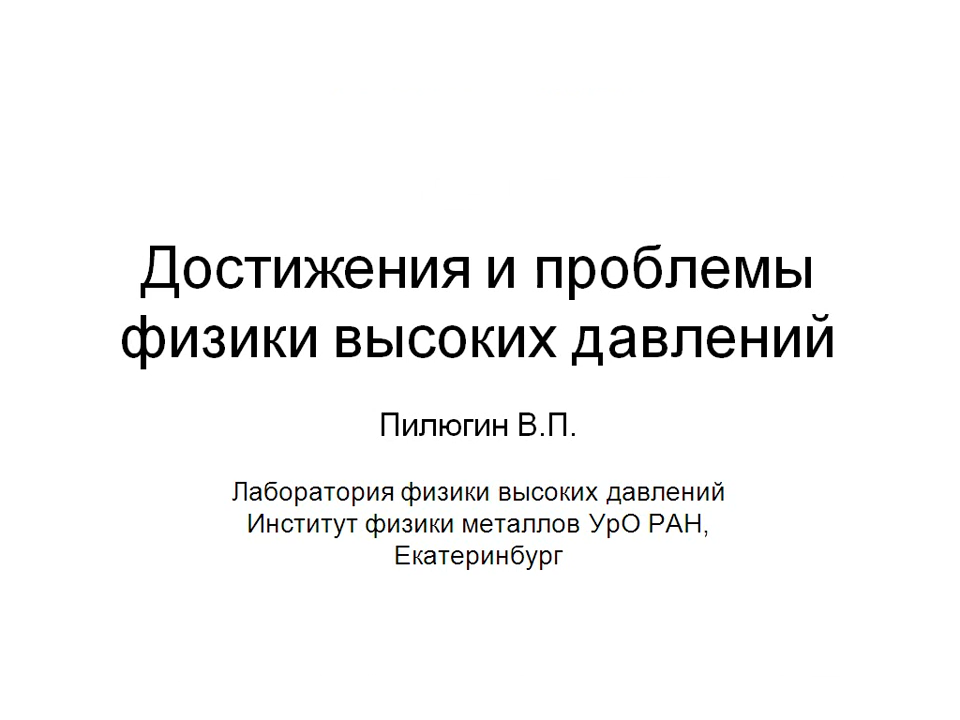 Достижения и проблемы
физики высоких давлений
Пилюгин В.П.
Лаборатория физики высоких давлений
Институт физики металлов УрО РАН,
Екатеринбург